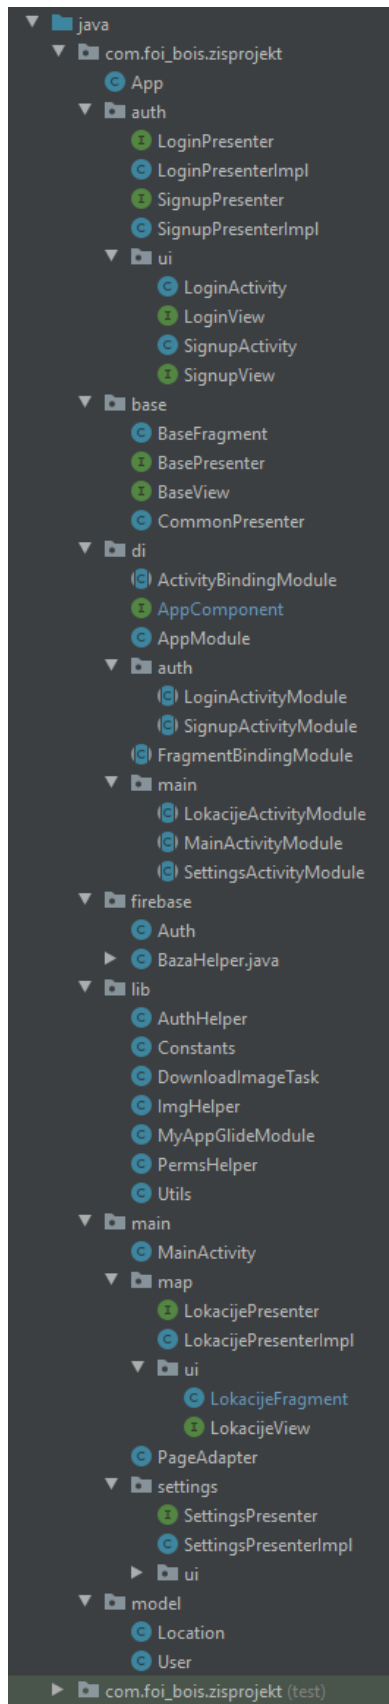 java
com.foi_bois.zisprojekt
App
auth
LoginPresenter
LoginPresenterImpl
SignupPresenter
SignupPresenterImpl
ui
LoginActivity
LoginView
SignupActivity
SignupView
base
BaseFragment
BasePresenter
BaseView
CommonPresenter
di
ActivityBindingModule
AppComponent
AppModule
auth
LoginActivityModule
SignupActivityModule
FragmentBindingModule
main
LokacijeActivityModule
MainActivityModule
SettingsActivityModule
firebase
Auth
BazaHelper.java
lib
AuthHelper
Constants
DownloadImageTask
ImgHelper
MyAppGlideModule
PermsHelper
Utils
main
MainActivity
map
LokacijePresenter
LokacijePresenterImpl
ui
LokacijeFragment
LokacijeView
PageAdapter
settings
SettingsPresenter
SettingsPresenterImpl
ui
model
Location
User
com.foi_bois.zisprojekt (test)